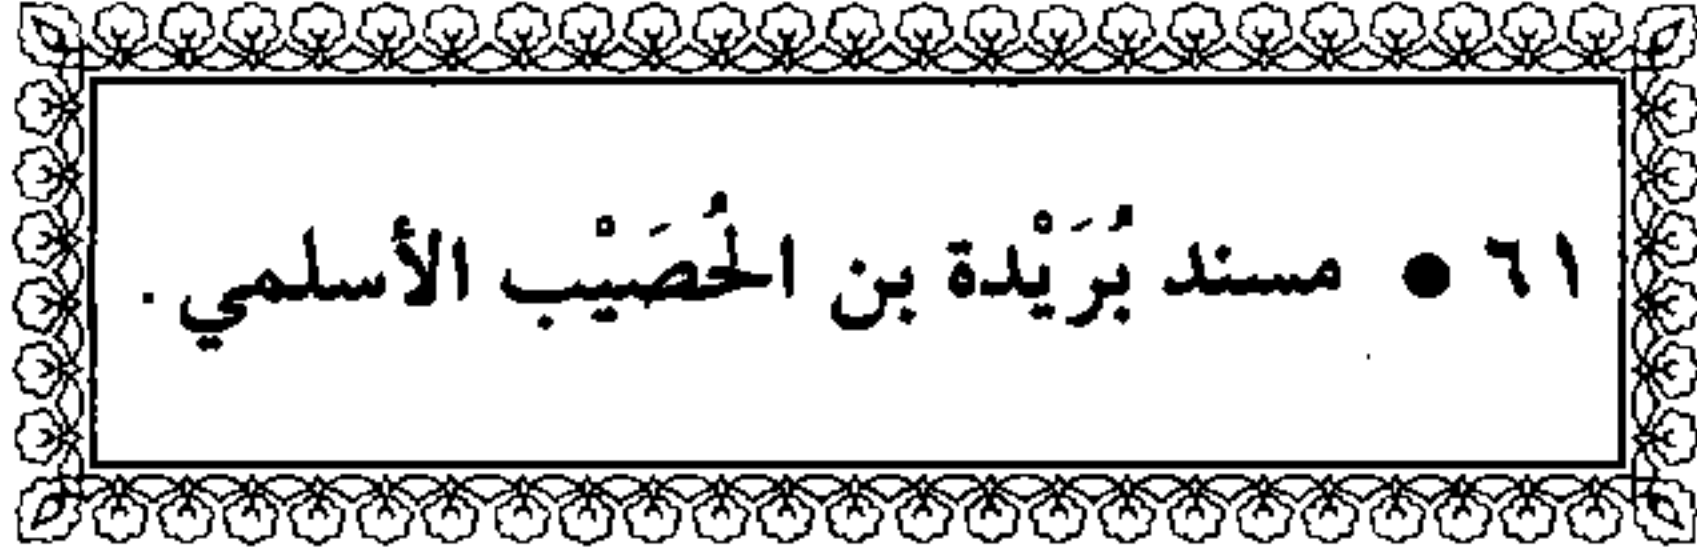 ٦١ ● مسند بُرَيْدة بن الحُصَيْب الأسلمي .